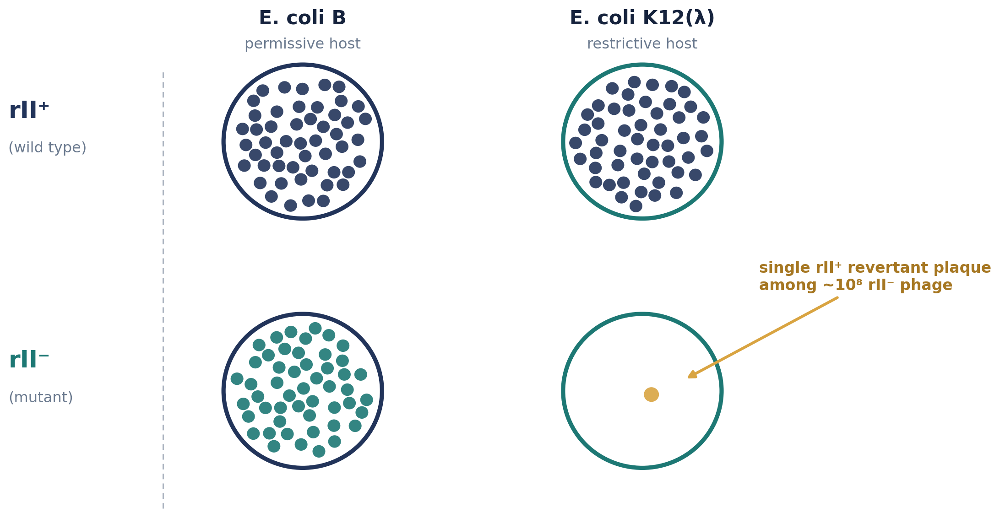 E. coli B
E. coli K12(λ)
permissive host
restrictive host
rII⁺
(wild type)
single rII⁺ revertant plaque
among ~10⁸ rII⁻ phage
rII⁻
(mutant)